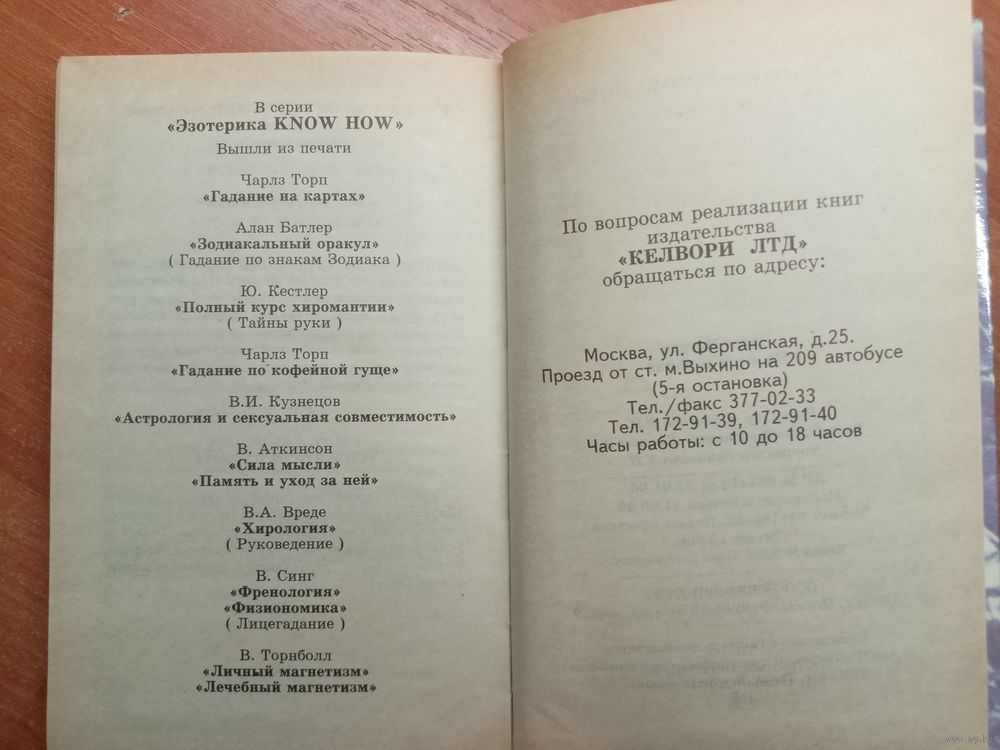 В серии
«Эзотерика KNOW HOW»
Вышли из печати
Чарлз Торп
«Гадание на картах»
Алан Батлер
«Зодиакальный оракул»
( Гадание по знакам Зодиака )
Ю. Кестлер
«Полный курс хиромантии»
( Тайны руки )
Чарлз Торп
«Гадание по кофейной гуще»
В.И. Кузнецов
«Астрология и сексуальная совместимость»
В. Аткинсон
«Сила мысли»
«Память и уход за ней»
В.А. Вреде
«Хирология»
( Руковедение )
В. Синг
«Френология»
«Физиономика»
( Лицегадание )
В. Торнболл
«Личный магнетизм»
«Лечебный магнетизм»
По вопросам реализации книг
издательства
«КЕЛВОРИ ЛТД»
обращаться по адресу:
Москва, ул. Ферганская, д.25.
Проезд от ст. м.Выхино на 209 автобусе
(5-я остановка)
Тел./факс 377-02-33
Тел. 172-91-39, 172-91-40
Часы работы: с 10 до 18 часов
www.ay.by